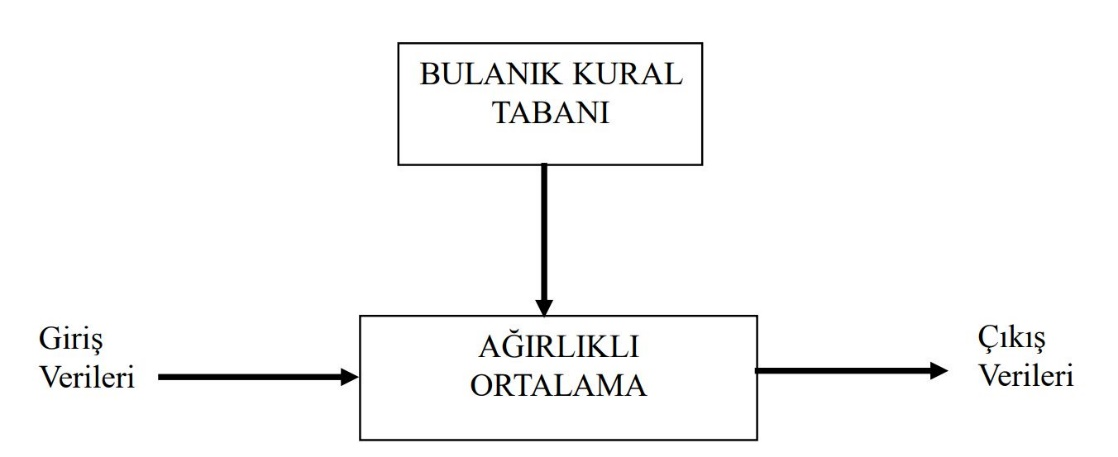 BULANIK KURAL
TABANI
Giriş
Verileri
AĞIRLIKLI
ORTALAMA
Çıkış
Verileri